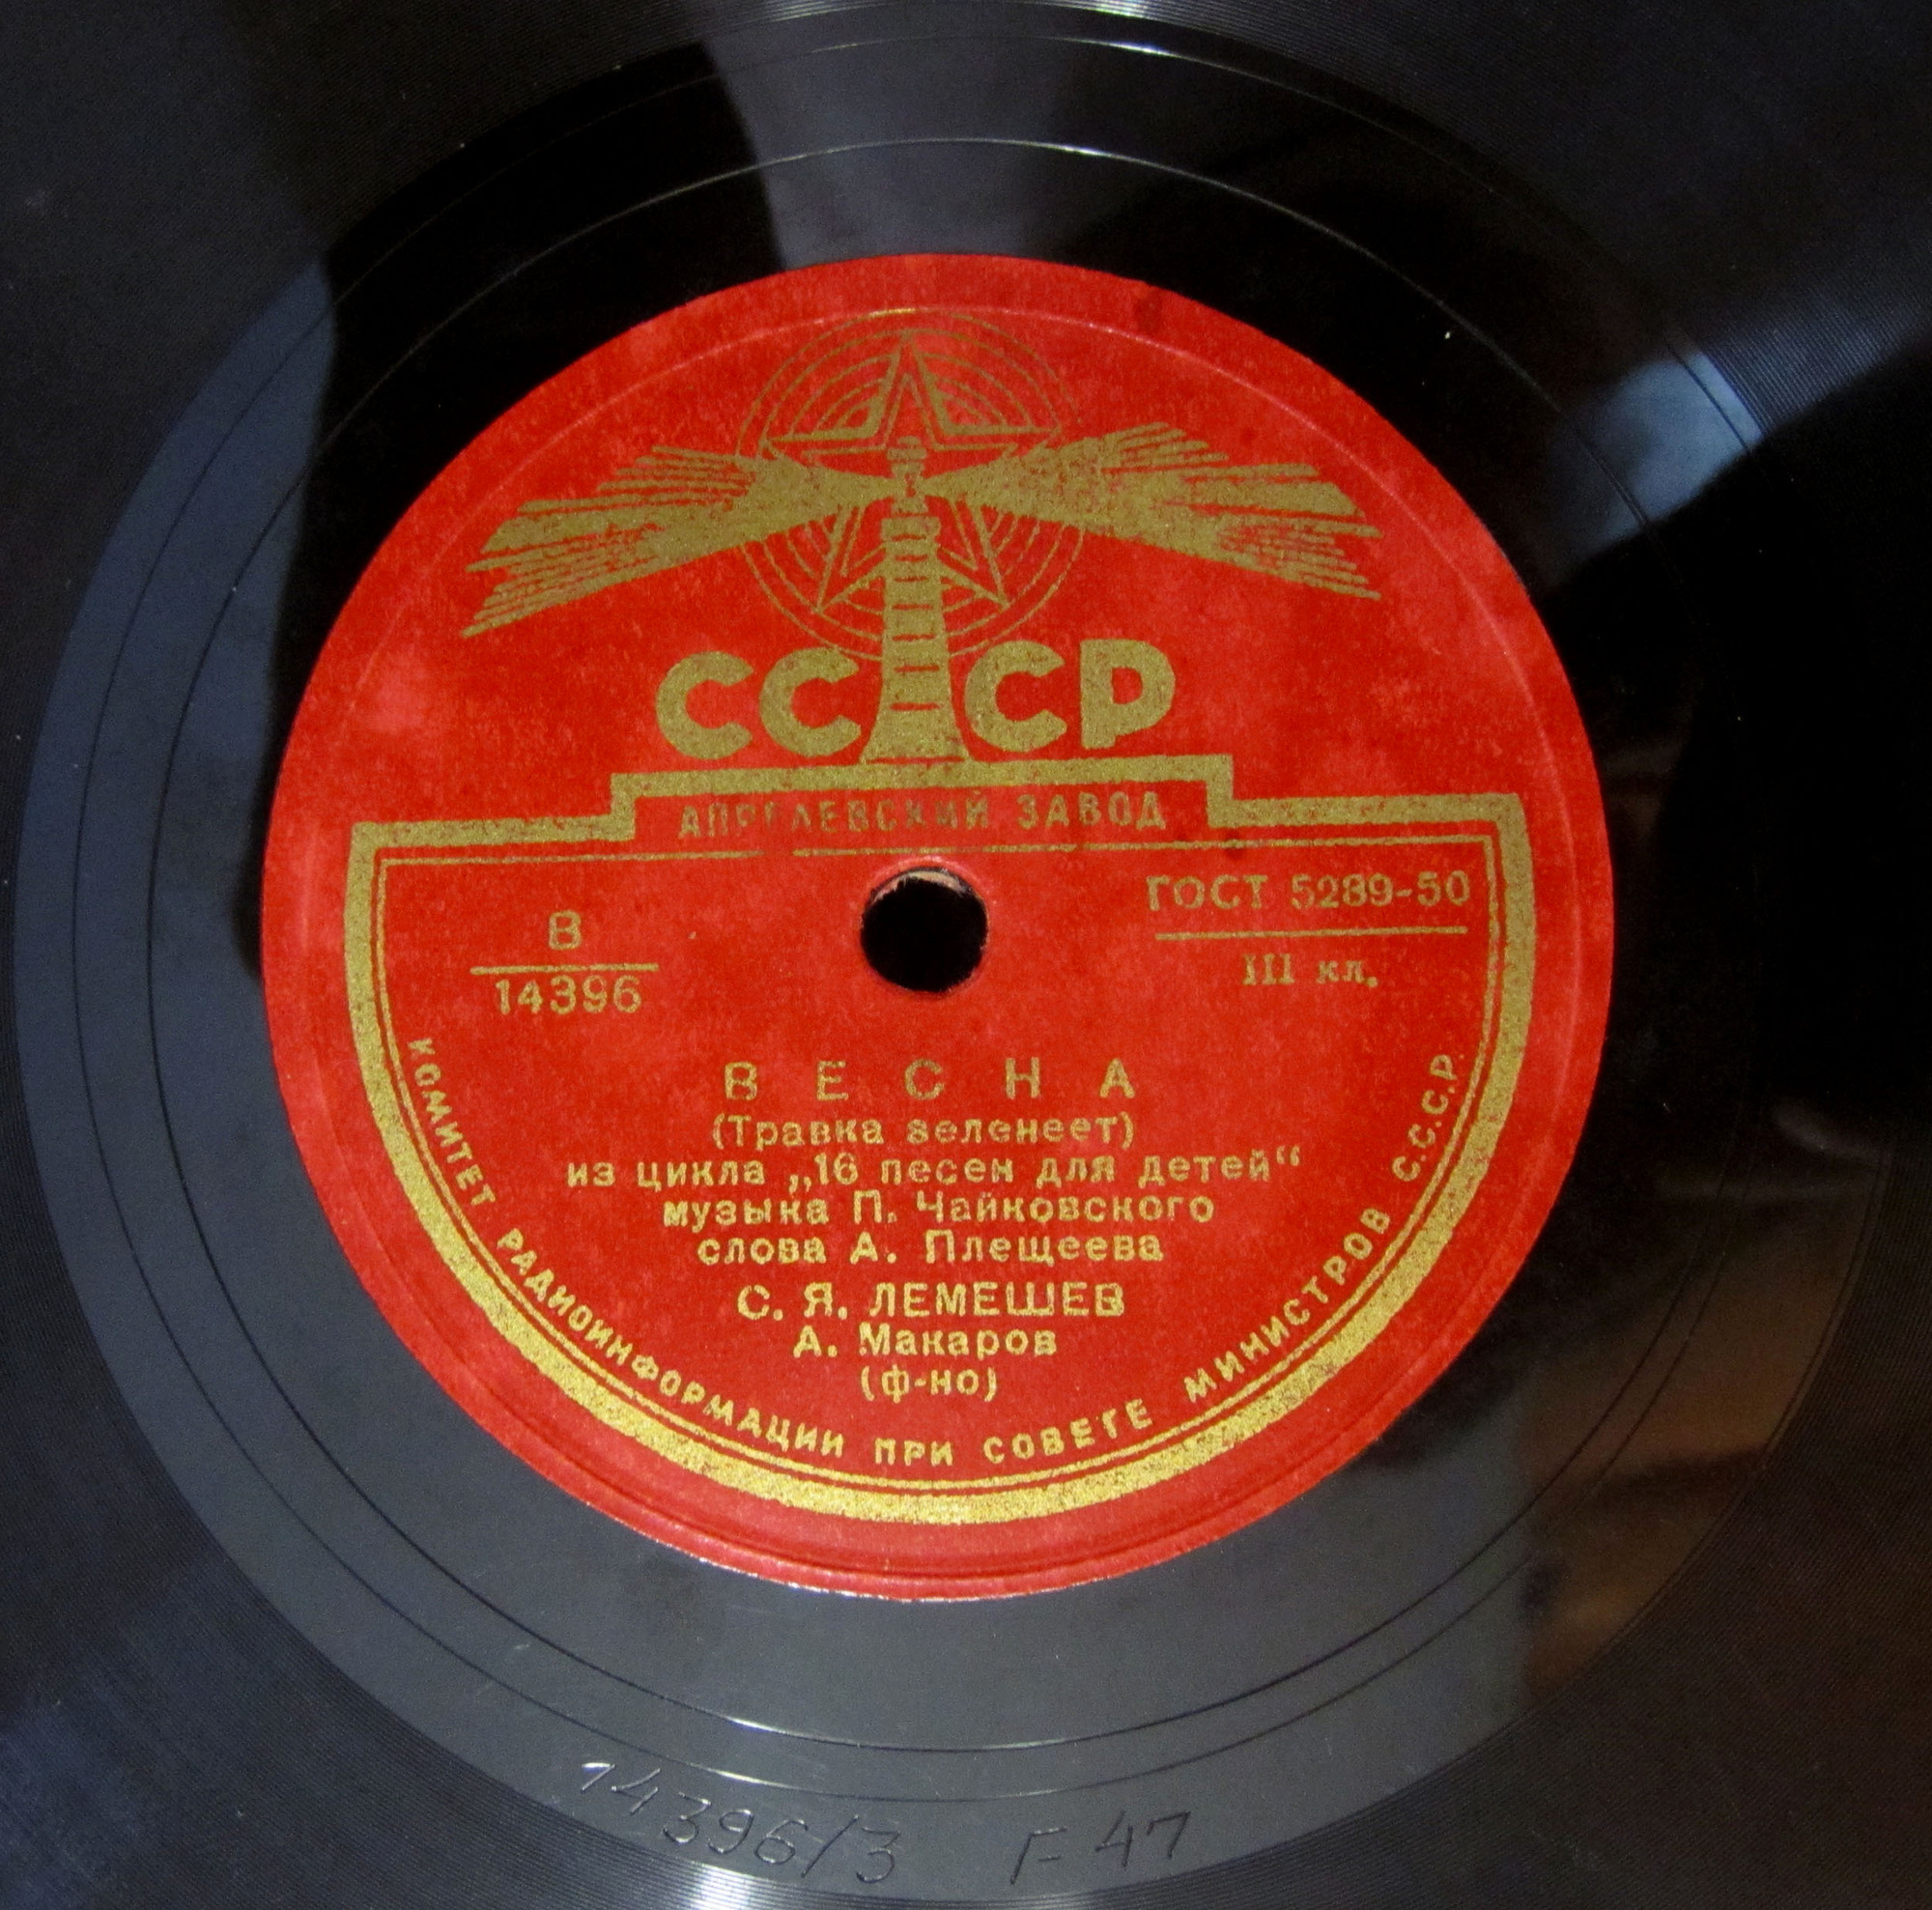 СССР
АПРЕЛЕВСКИЙ ЗАВОД
ГОСТ 5289-50
III кл.
В
14396
ВЕСНА
(Травка зеленеет)
из цикла „16 песен для детей“
музыка П. Чайковского
слова А. Плещеева
С. Я. ЛЕМЕШЕВ
А. Макаров
(ф-но)
КОМИТЕТ РАДИОИНФОРМАЦИИ ПРИ СОВЕТЕ МИНИСТРОВ С.С.С.Р.
14396/3 F 47